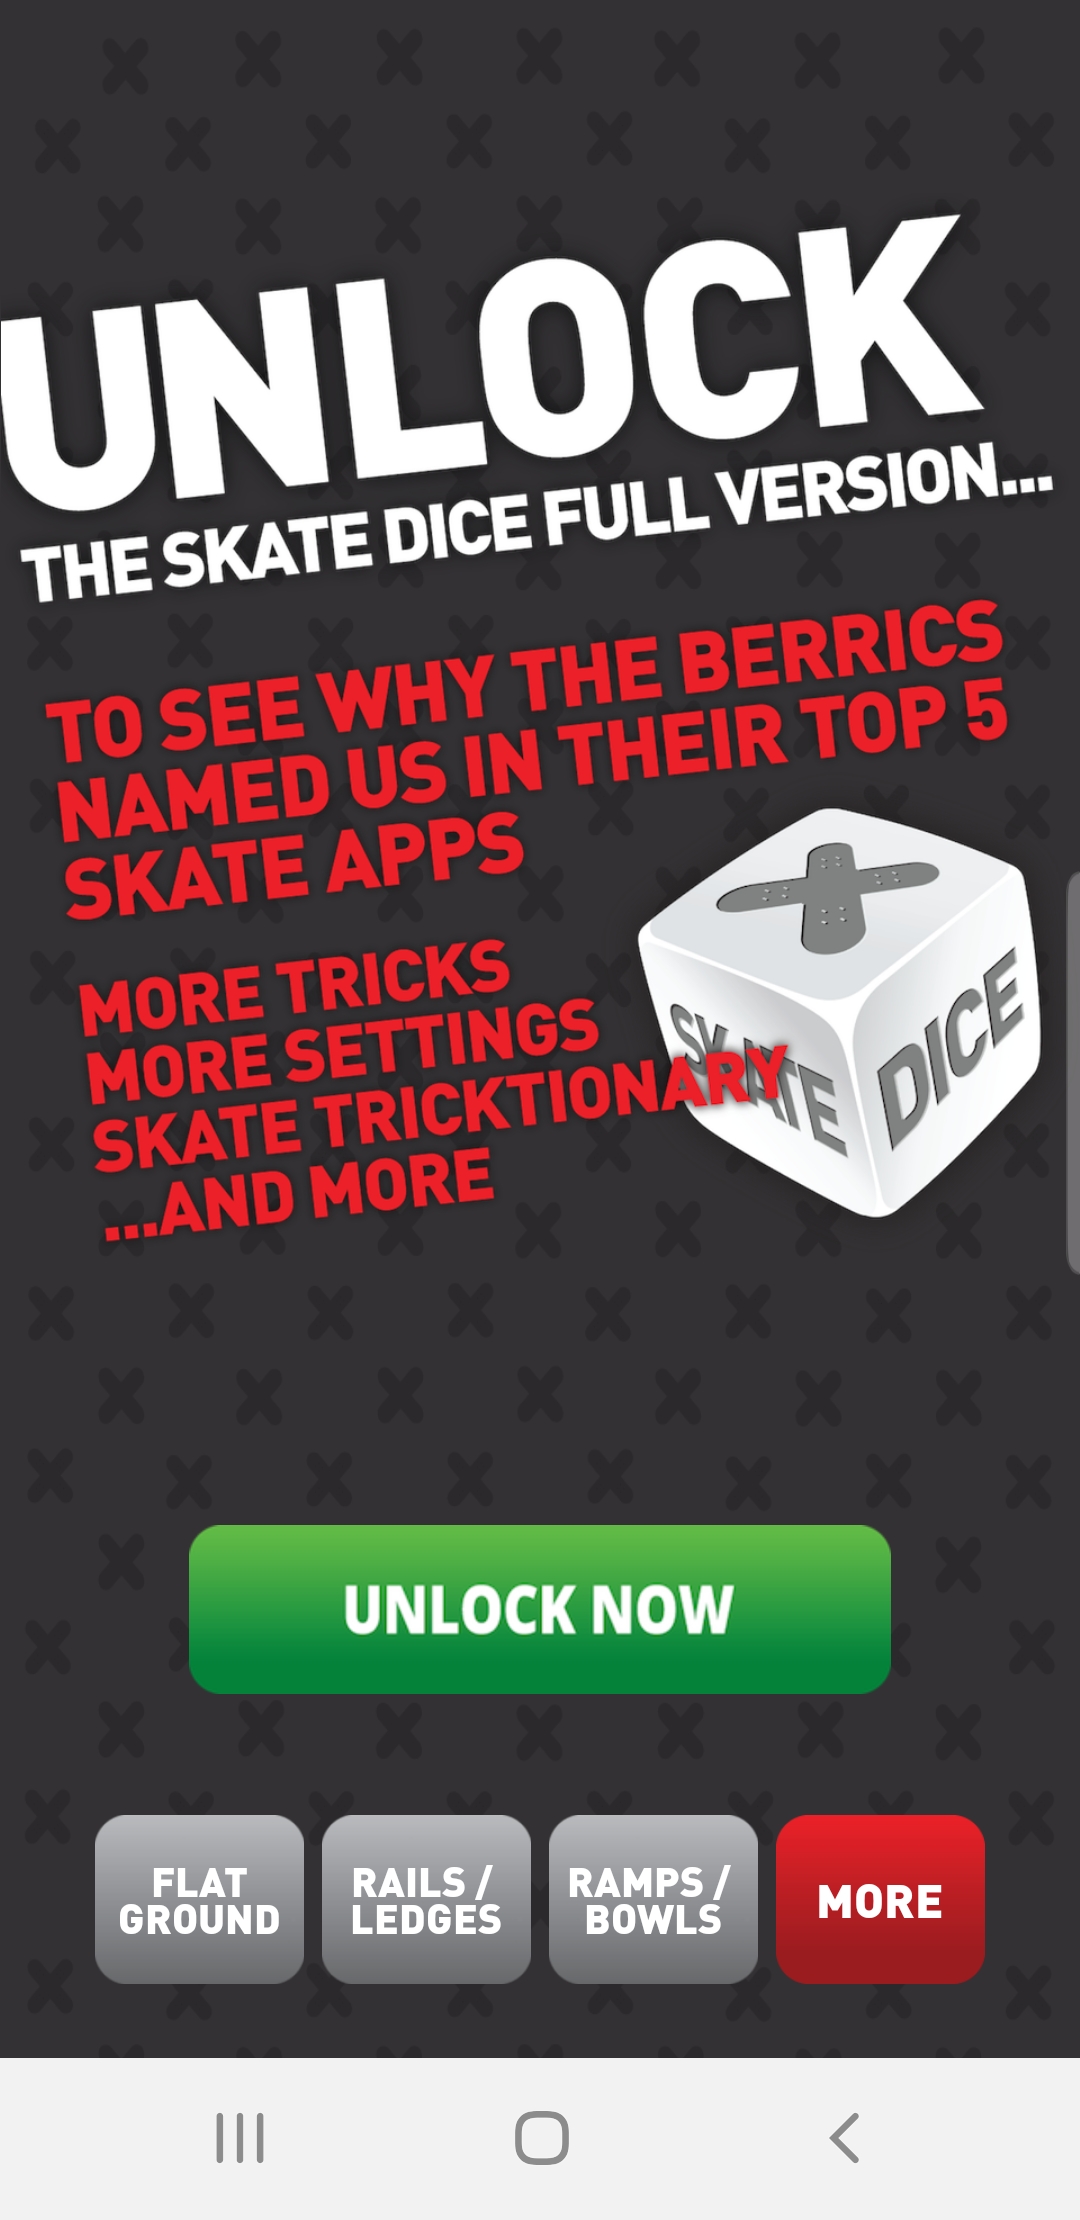 UNLOCK
THE SKATE DICE FULL VERSION...
TO SEE WHY THE BERRICS
NAMED US IN THEIR TOP 5
SKATE APPS
MORE TRICKS
MORE SETTINGS
SKATE TRICKTIONARY
...AND MORE
SKATE
DICE
UNLOCK NOW
FLAT
GROUND
RAILS /
LEDGES
RAMPS /
BOWLS
MORE